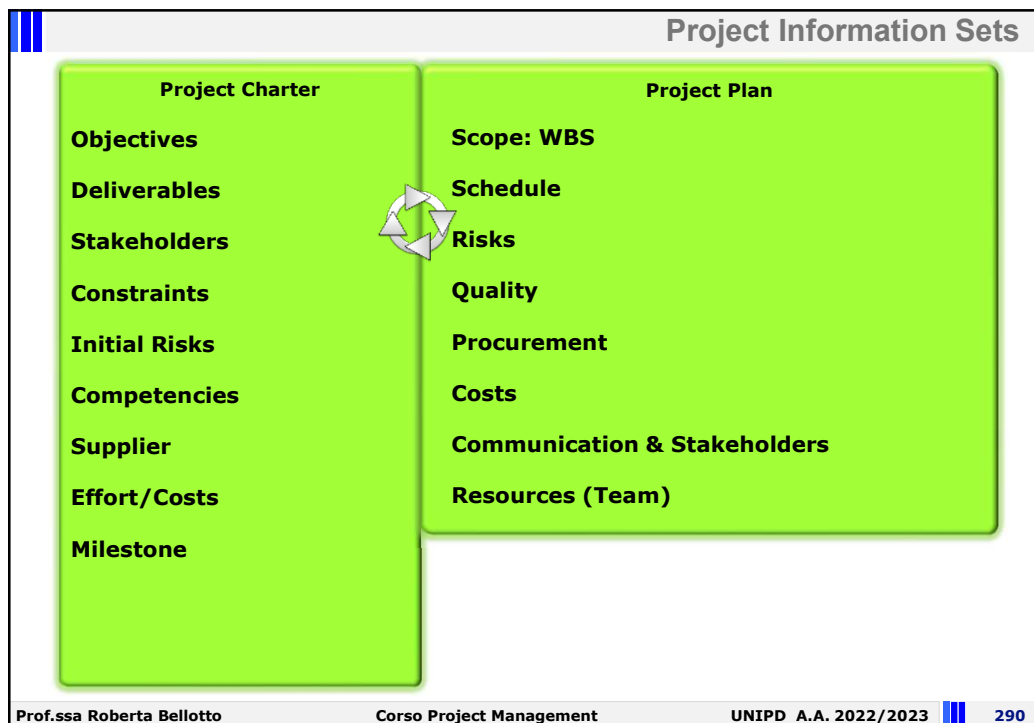 Project Information Sets
Project Charter
Objectives
Deliverables
Stakeholders
Constraints
Initial Risks
Competencies
Supplier
Effort/Costs
Milestone
Project Plan
Scope: WBS
Schedule
Risks
Quality
Procurement
Costs
Communication & Stakeholders
Resources (Team)
Prof.ssa Roberta Bellotto Corso Project Management UNIPD A.A. 2022/2023 290